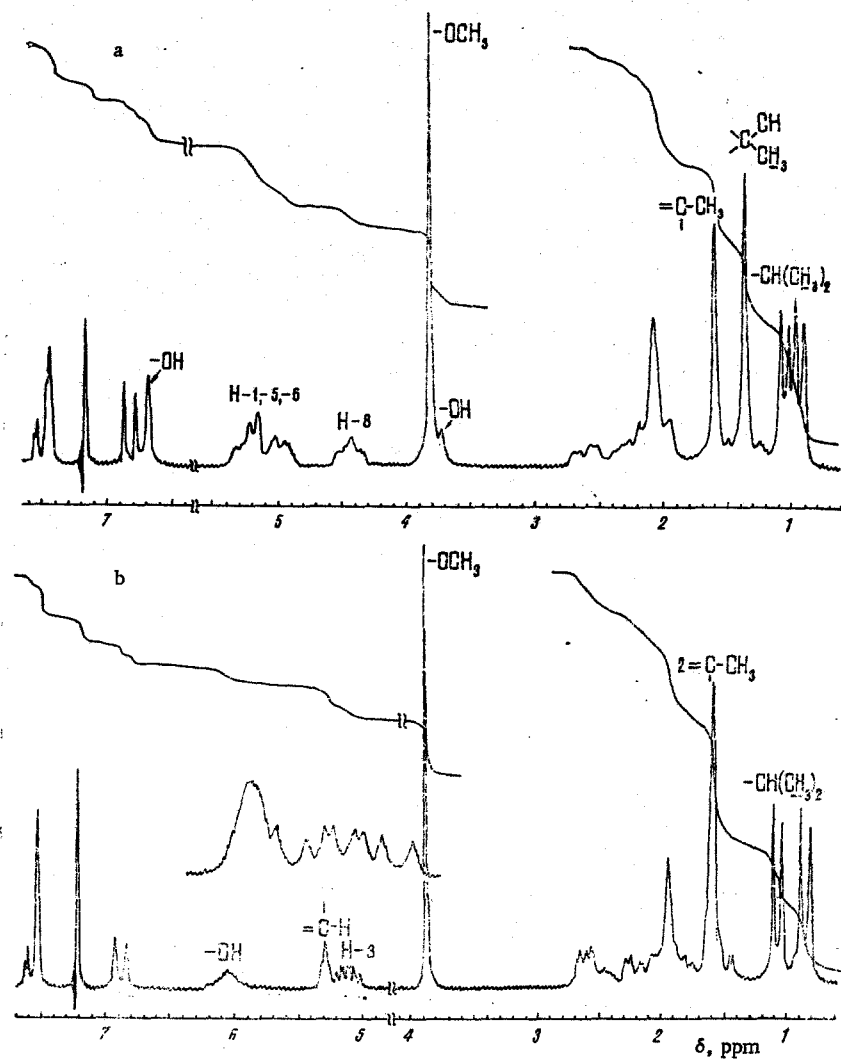 a
-OCH₃
CH
C
CH₃
=C-CH₃
-CH(CH₃)₂
-OH
H-1,-5,-6
H-8
-OH
7 5 4 3 2 1
b
-OCH₃
2=C-CH₃
-CH(CH₃)₂
=C-H
-OH
H-3
7 6 5 4 3 2 1
δ, ppm